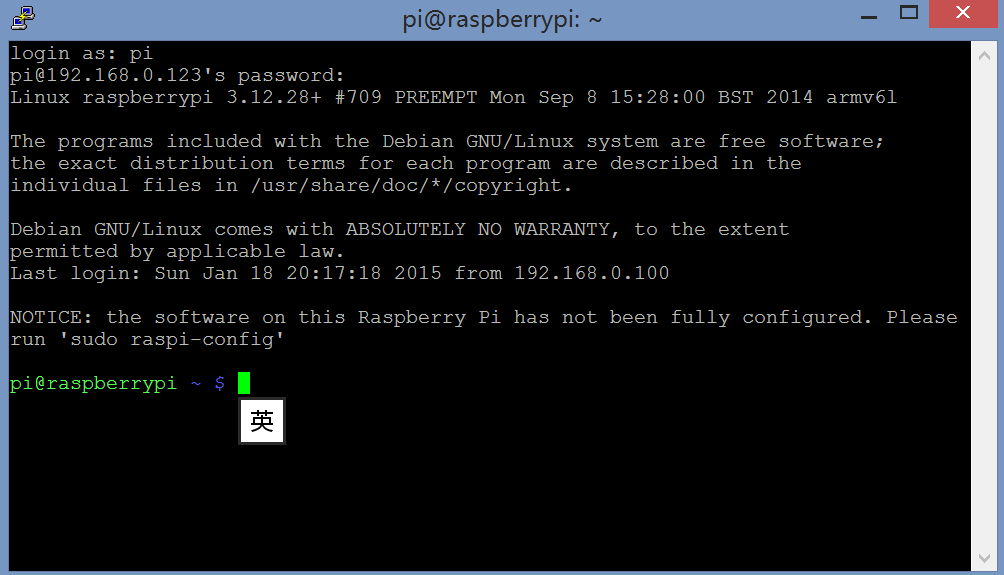 pi@raspberrypi: ~
login as: pi
pi@192.168.0.123's password:
Linux raspberrypi 3.12.28+ #709 PREEMPT Mon Sep 8 15:28:00 BST 2014 armv6l
The programs included with the Debian GNU/Linux system are free software;
the exact distribution terms for each program are described in the
individual files in /usr/share/doc/*/copyright.
Debian GNU/Linux comes with ABSOLUTELY NO WARRANTY, to the extent
permitted by applicable law.
Last login: Sun Jan 18 20:17:18 2015 from 192.168.0.100
NOTICE: the software on this Raspberry Pi has not been fully configured. Please
run 'sudo raspi-config'
pi@raspberrypi ~ $
英